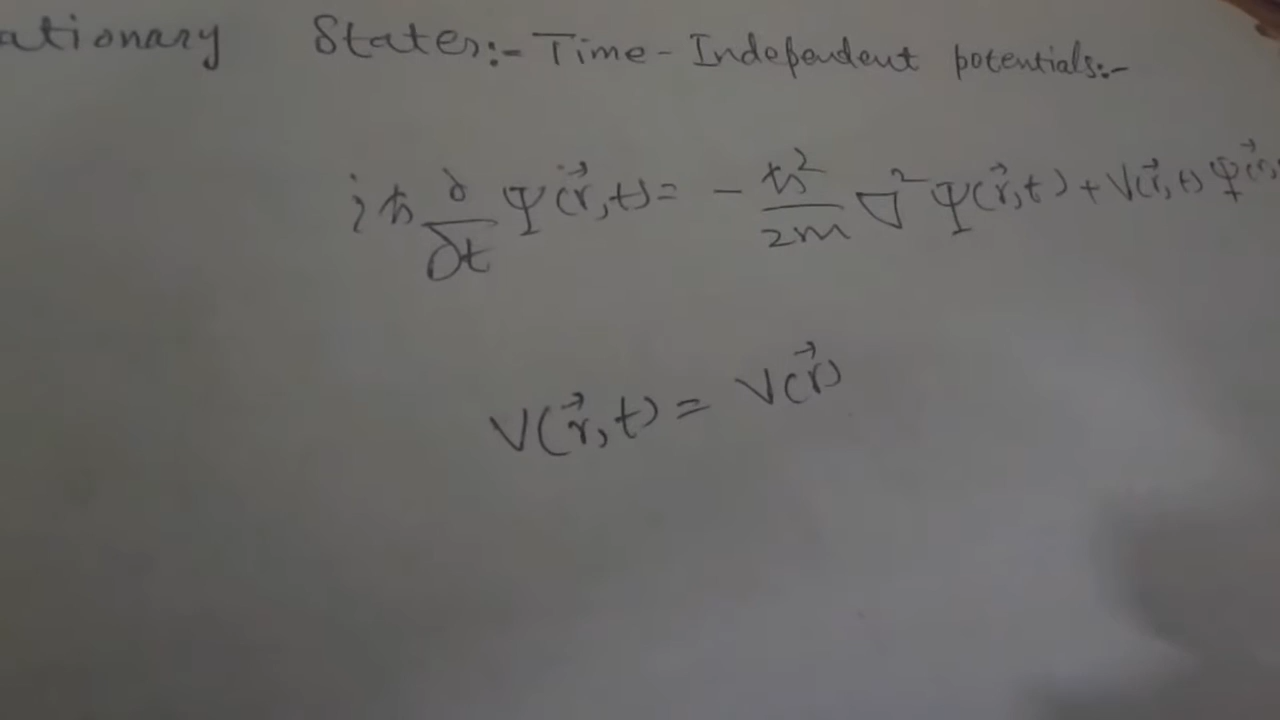 ationary States:- Time-Independent potentials:-
iħ ∂/∂t Ψ(r⃗,t) = - ħ²/2m ∇² Ψ(r⃗,t) + V(r⃗,t) Ψ(r⃗,
V(r⃗,t) = V(r⃗)